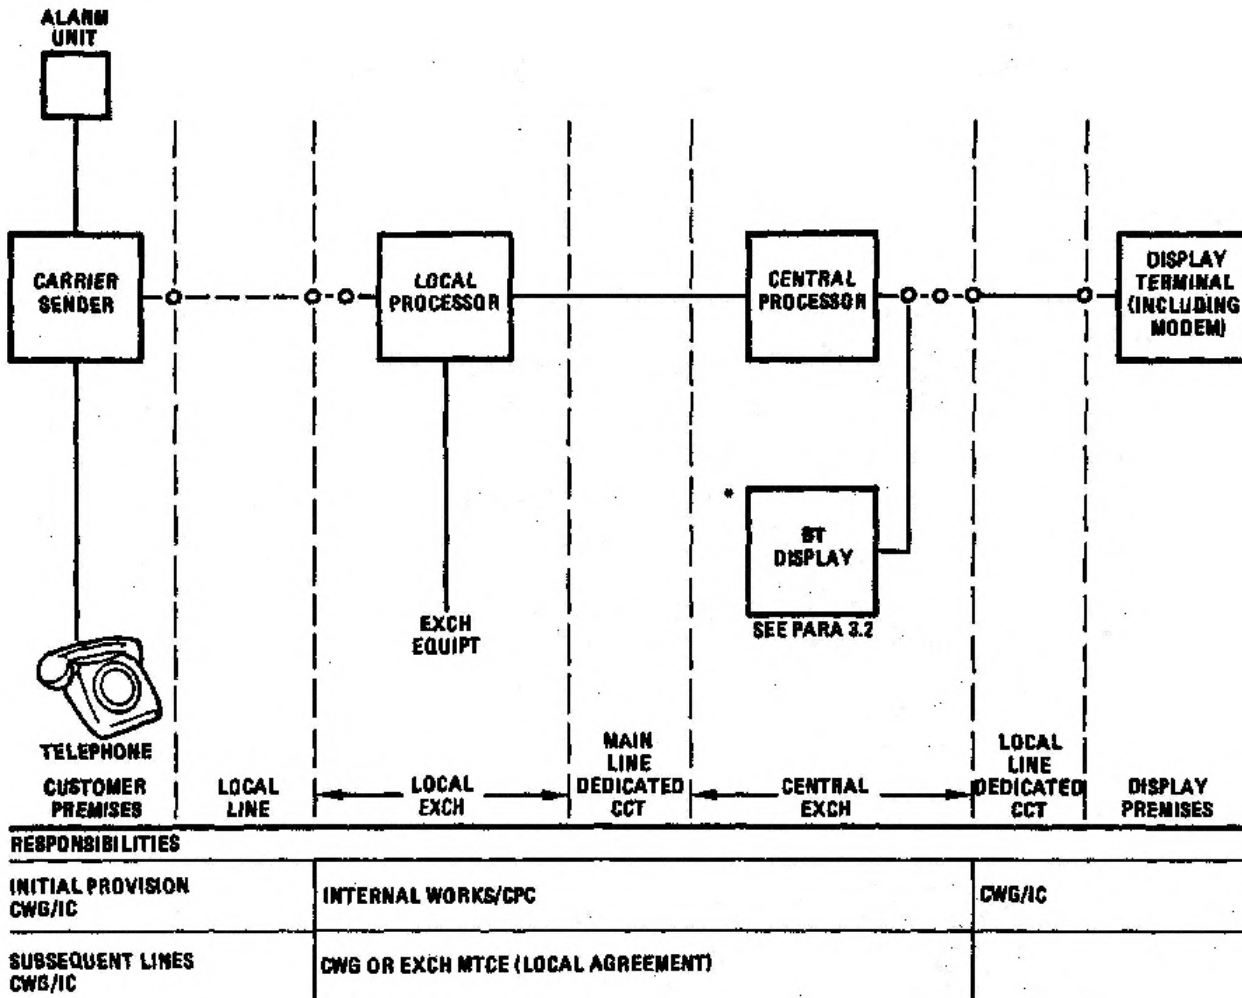 ALARM
UNIT
CARRIER
SENDER
LOCAL
PROCESSOR
CENTRAL
PROCESSOR
DISPLAY
TERMINAL
(INCLUDING
MODEM)
*
BT
DISPLAY
SEE PARA 3.2
EXCH
EQUIPT
TELEPHONE
CUSTOMER
PREMISES
LOCAL
LINE
LOCAL
EXCH
MAIN
LINE
DEDICATED
CCT
CENTRAL
EXCH
LOCAL
LINE
DEDICATED
CCT
DISPLAY
PREMISES
RESPONSIBILITIES
INITIAL PROVISION
CWG/IC
INTERNAL WORKS/CPC
CWG/IC
SUBSEQUENT LINES
CWG/IC
CWG OR EXCH MTCE (LOCAL AGREEMENT)